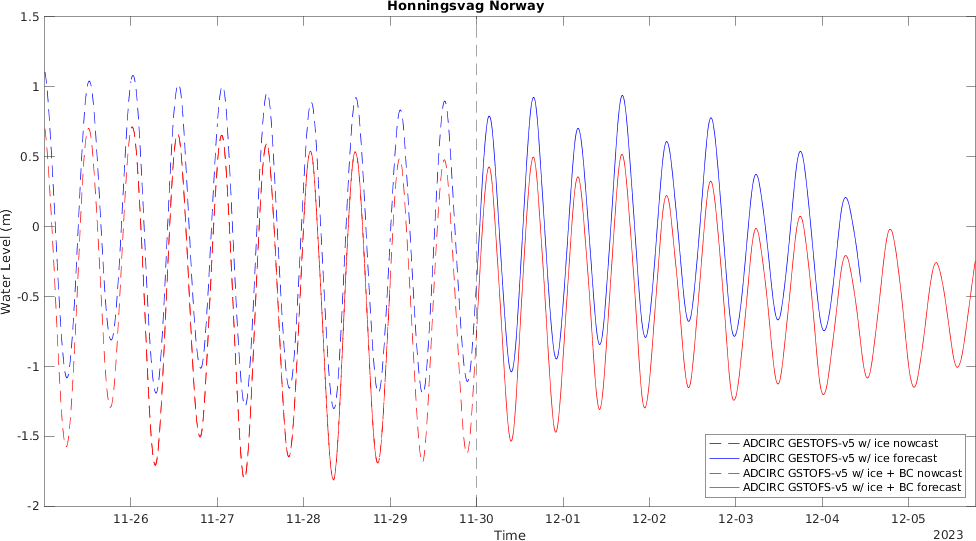 Honningsvag Norway
1.5
1
0.5
0
-0.5
-1
-1.5
-2
Water Level (m)
11-26
11-27
11-28
11-29
11-30
12-01
12-02
12-03
12-04
12-05
Time
2023
ADCIRC GESTOFS-v5 w/ ice nowcast
ADCIRC GESTOFS-v5 w/ ice forecast
ADCIRC GSTOFS-v5 w/ ice + BC nowcast
ADCIRC GSTOFS-v5 w/ ice + BC forecast